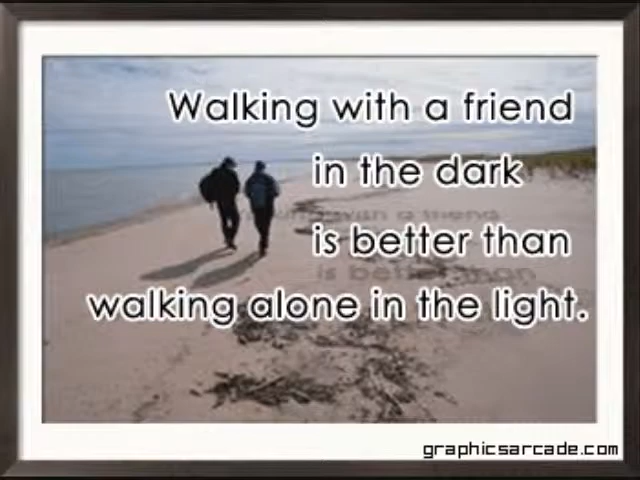 Walking with a friend
in the dark
is better than
walking alone in the light.
graphicsarcade.com